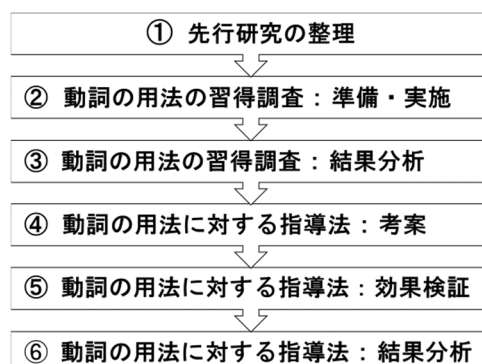 ① 先行研究の整理
② 動詞の用法の習得調査：準備・実施
③ 動詞の用法の習得調査：結果分析
④ 動詞の用法に対する指導法：考案
⑤ 動詞の用法に対する指導法：効果検証
⑥ 動詞の用法に対する指導法：結果分析